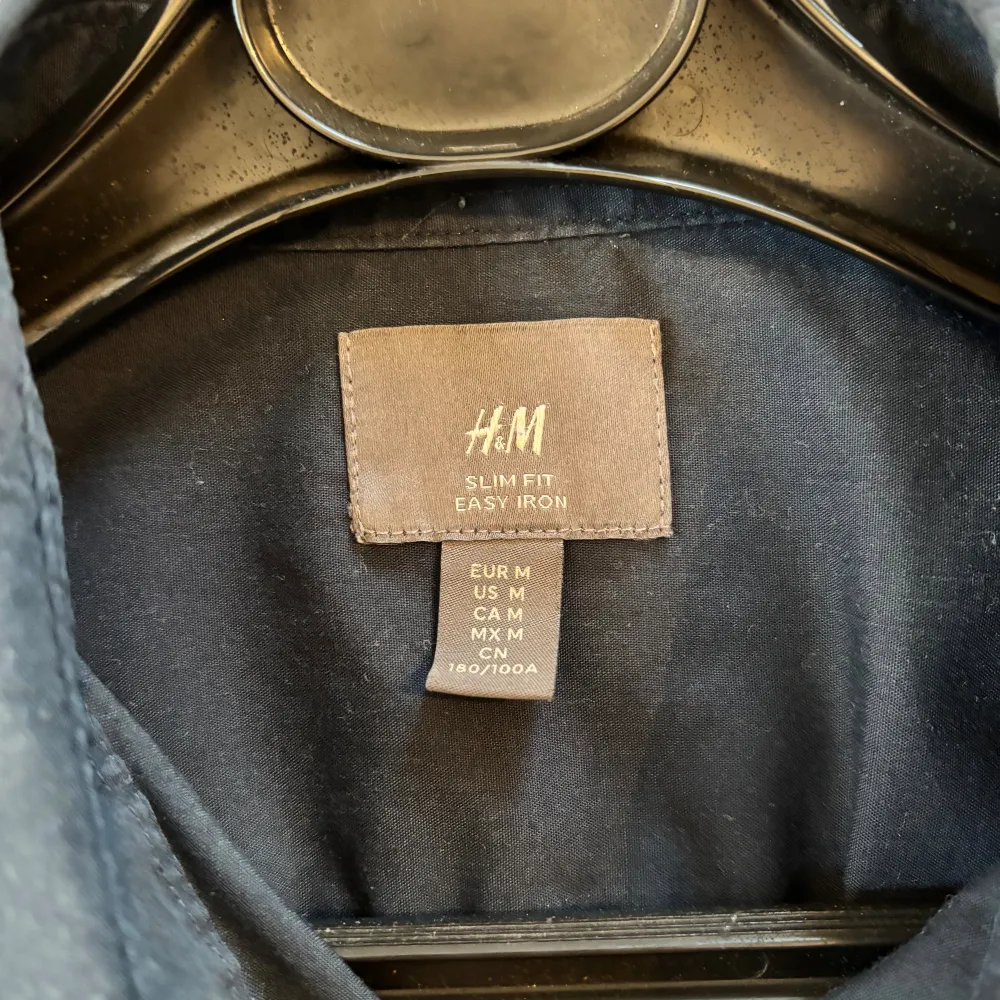 H&M
SLIM FIT
EASY IRON
EUR M
US M
CA M
MX M
CN
180/100A